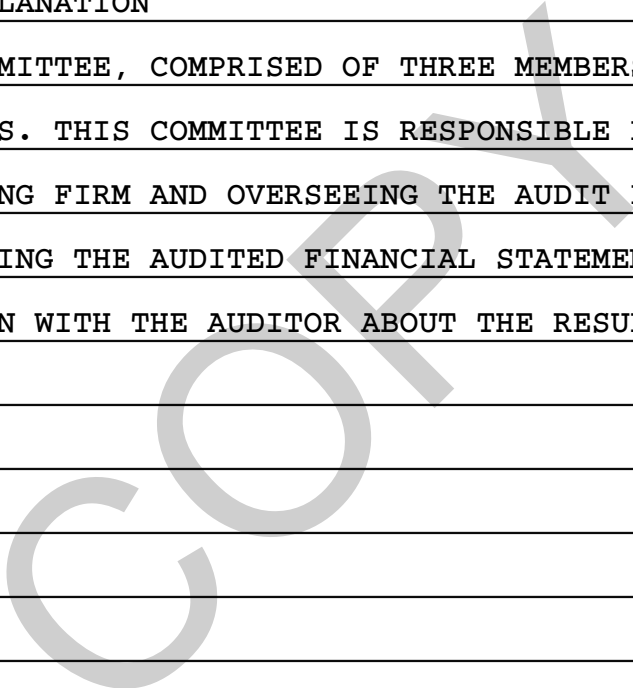 LANATION
MITTEE, COMPRISED OF THREE MEMBERS
S. THIS COMMITTEE IS RESPONSIBLE
NG FIRM AND OVERSEEING THE AUDIT
ING THE AUDITED FINANCIAL STATEME
N WITH THE AUDITOR ABOUT THE RESU
COPY